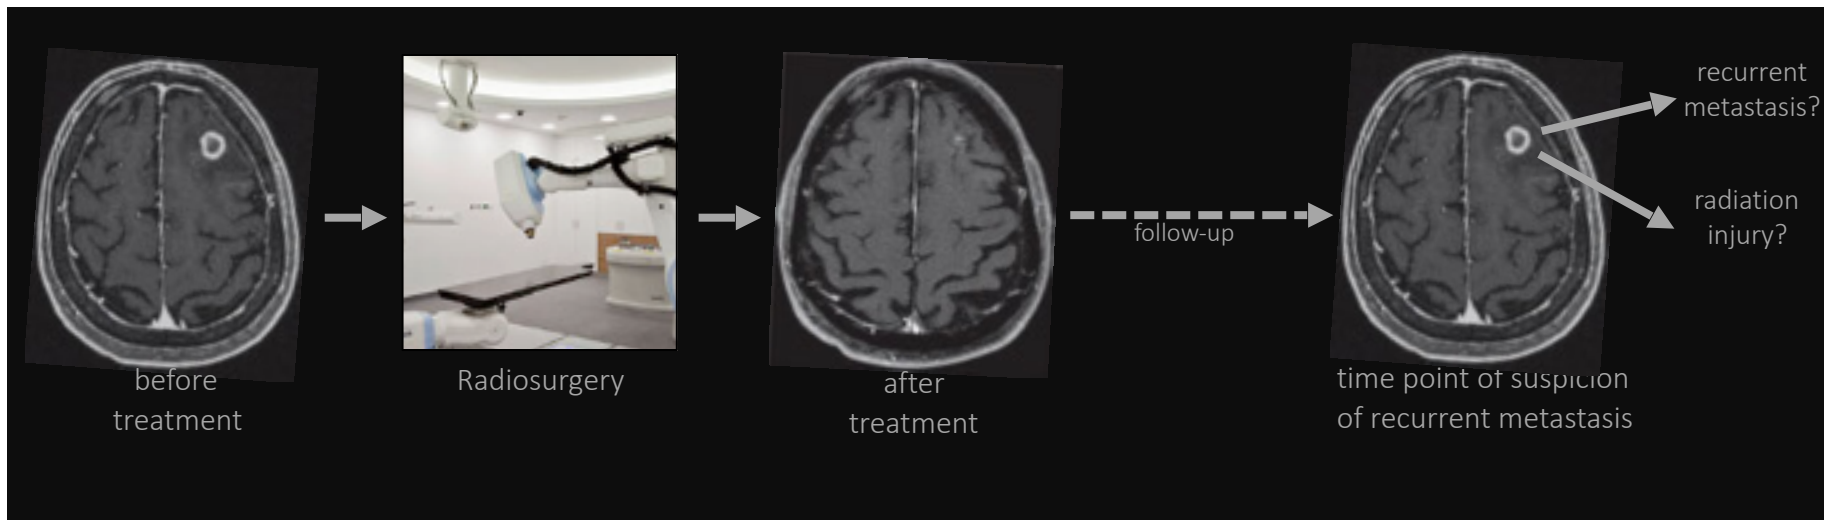 before
treatment
Radiosurgery
after
treatment
follow-up
time point of suspicion
of recurrent metastasis
recurrent
metastasis?
radiation
injury?